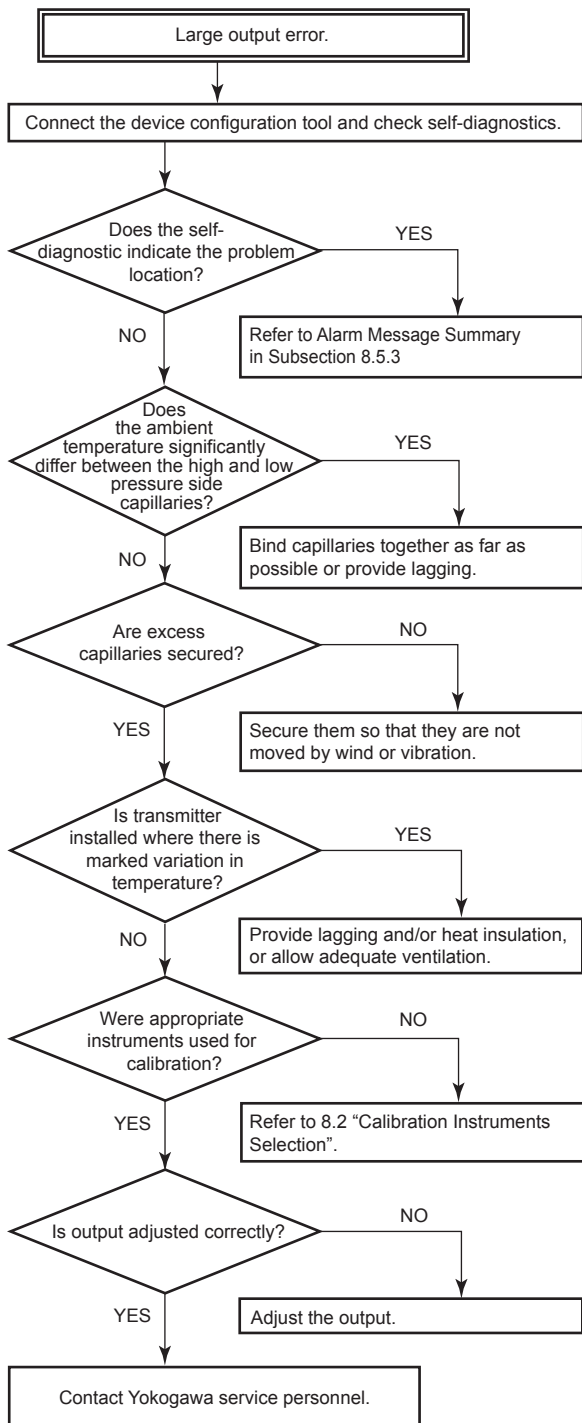 Large output error.
Connect the device configuration tool and check self-diagnostics.
Does the self-
diagnostic indicate the problem
location?
YES
NO
Refer to Alarm Message Summary
in Subsection 8.5.3
Does
the ambient
temperature significantly
differ between the high and low
pressure side
capillaries?
YES
NO
Bind capillaries together as far as
possible or provide lagging.
Are excess
capillaries secured?
NO
YES
Secure them so that they are not
moved by wind or vibration.
Is transmitter
installed where there is
marked variation in
temperature?
YES
NO
Provide lagging and/or heat insulation,
or allow adequate ventilation.
Were appropriate
instruments used for
calibration?
NO
YES
Refer to 8.2 “Calibration Instruments
Selection”.
Is output adjusted correctly?
NO
YES
Adjust the output.
Contact Yokogawa service personnel.